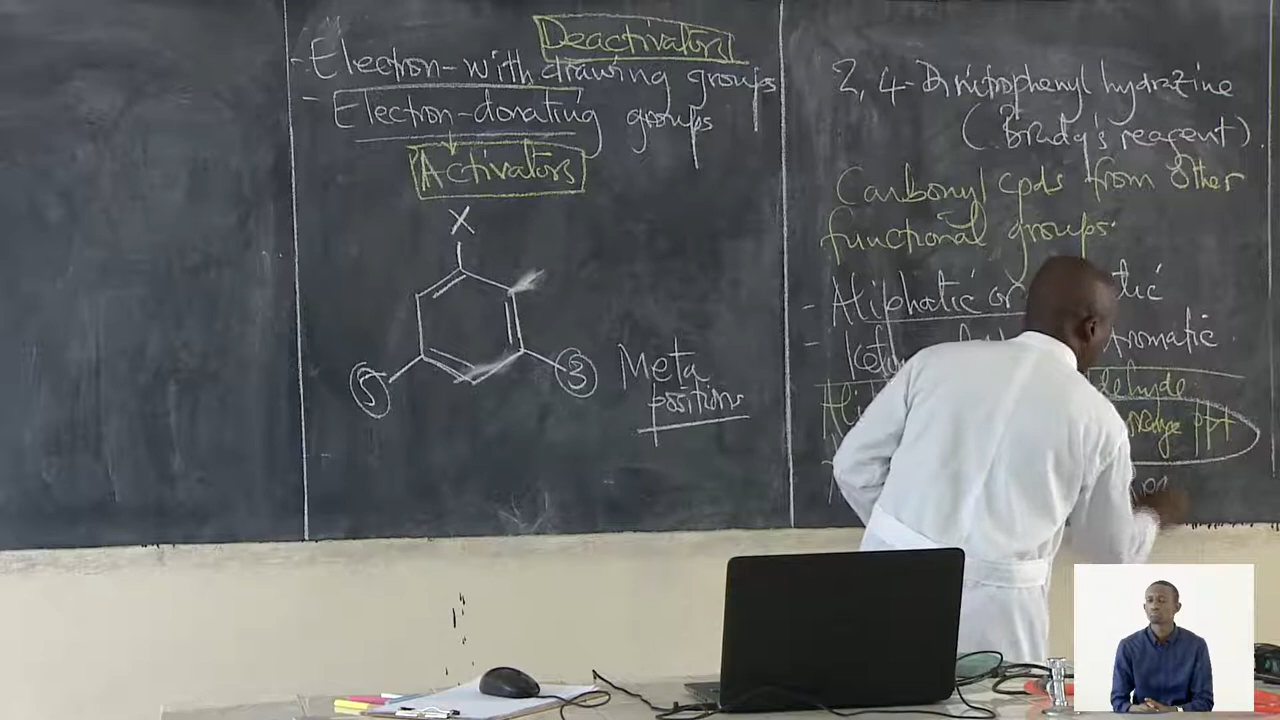 Deactivators
- Electron-withdrawing groups
- Electron-donating groups
Activators
X
5
3
Meta
positions
2,4-Dinitrophenyl hydrazine
(Brady's reagent).
Carbonyl cpds from other
functional groups.
- Aliphatic or
-
orange ppt